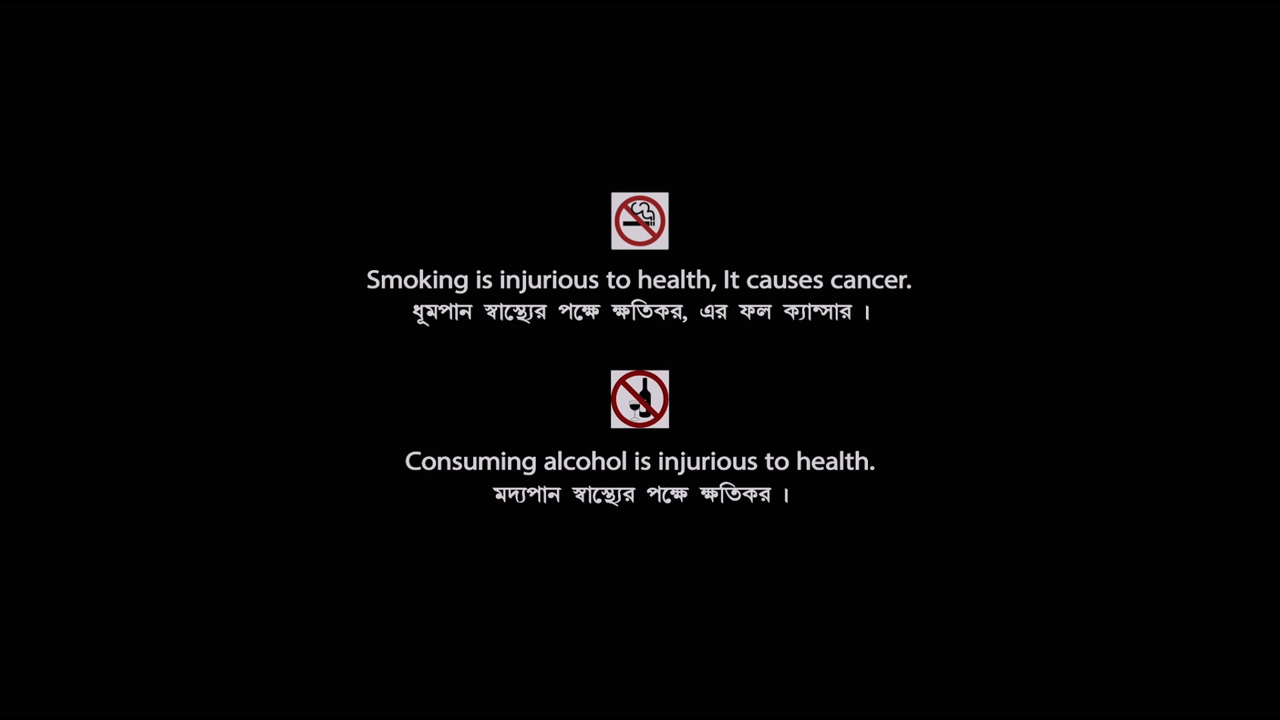 Smoking is injurious to health, It causes cancer.
ধূমপান স্বাস্থ্যের পক্ষে ক্ষতিকর, এর ফল ক্যান্সার ।
Consuming alcohol is injurious to health.
মদ্যপান স্বাস্থ্যের পক্ষে ক্ষতিকর ।